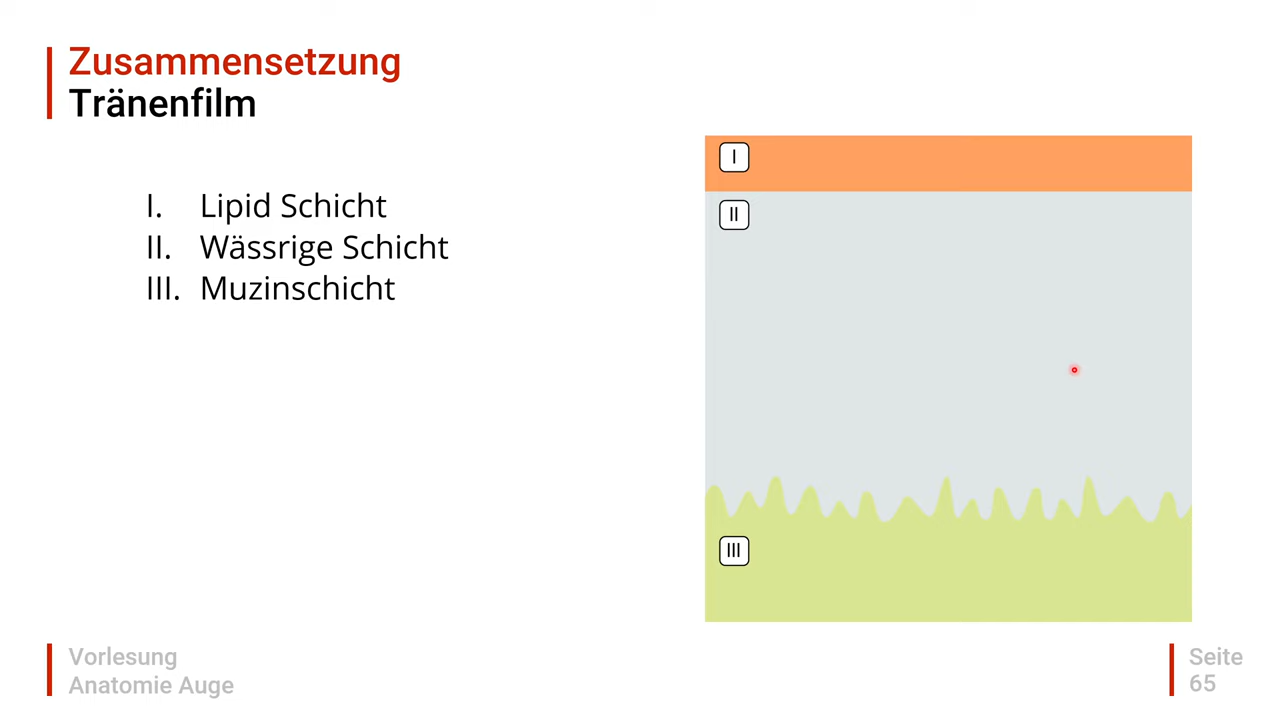 Zusammensetzung
Tränenfilm
I. Lipid Schicht
II. Wässrige Schicht
III. Muzinschicht
I
II
III
Vorlesung
Anatomie Auge
Seite
65